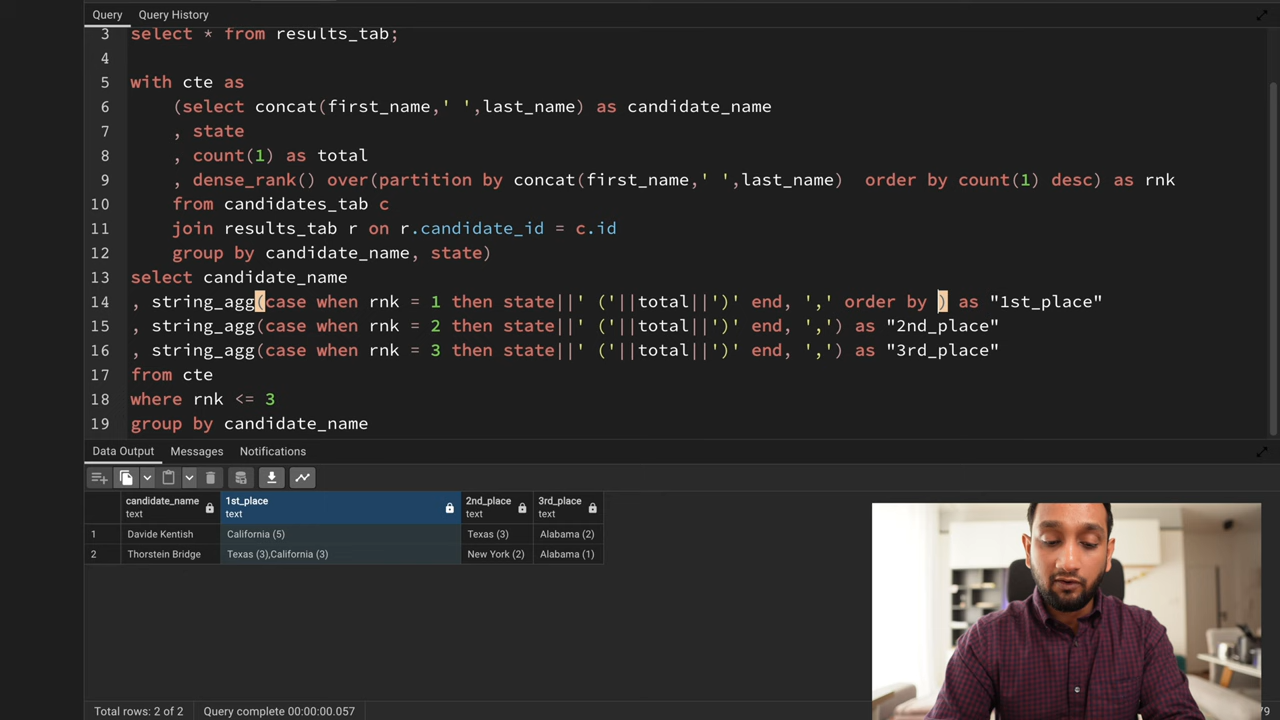 Query Query History
3 select * from results_tab;
4
5 with cte as
6 (select concat(first_name,' ',last_name) as candidate_name
7 , state
8 , count(1) as total
9 , dense_rank() over(partition by concat(first_name,' ',last_name)  order by count(1) desc) as rnk
10 from candidates_tab c
11 join results_tab r on r.candidate_id = c.id
12 group by candidate_name, state)
13 select candidate_name
14 , string_agg(case when rnk = 1 then state||' ('||total||')' end, ',' order by ) as "1st_place"
15 , string_agg(case when rnk = 2 then state||' ('||total||')' end, ',') as "2nd_place"
16 , string_agg(case when rnk = 3 then state||' ('||total||')' end, ',') as "3rd_place"
17 from cte
18 where rnk <= 3
19 group by candidate_name
Data Output Messages Notifications
candidate_name 1st_place 2nd_place 3rd_place
text text text text
1 Davide Kentish California (5) Texas (3) Alabama (2)
2 Thorstein Bridge Texas (3),California (3) New York (2) Alabama (1)
Total rows: 2 of 2 Query complete 00:00:00.057